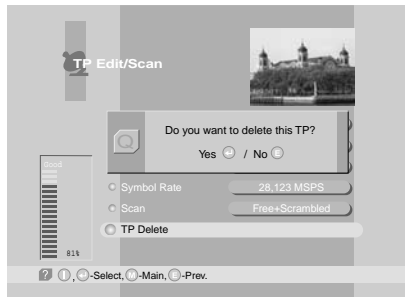 TP Edit/Scan
Do you want to delete this TP?
Q
Yes / No E
Good
Symbol Rate 28,123 MSPS
Scan Free+Scrambled
TP Delete
81%
? , -Select, M -Main, E -Prev.